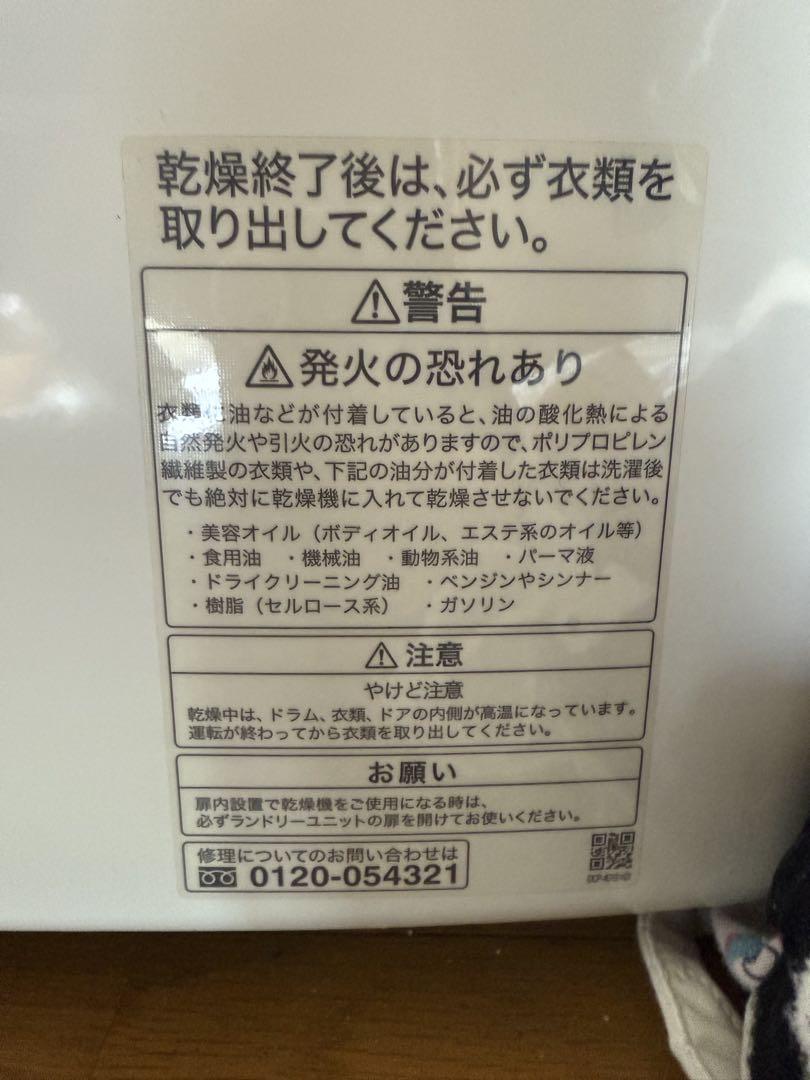 乾燥終了後は、必ず衣類を
取り出してください。
警告
発火の恐れあり
衣類に油などが付着していると、油の酸化熱による
自然発火や引火の恐れがありますので、ポリプロピレン
繊維製の衣類や、下記の油分が付着した衣類は洗濯後
でも絶対に乾燥機に入れて乾燥させないでください。
・美容オイル（ボディオイル、エステ系のオイル等）
・食用油 ・機械油 ・動物系油 ・パーマ液
・ドライクリーニング油 ・ベンジンやシンナー
・樹脂（セルロース系） ・ガソリン
注意
やけど注意
乾燥中は、ドラム、衣類、ドアの内側が高温になっています。
運転が終わってから衣類を取り出してください。
お願い
扉内設置で乾燥機をご使用になる時は、
必ずランドリーユニットの扉を開けてお使いください。
修理についてのお問い合わせは
0120-054321